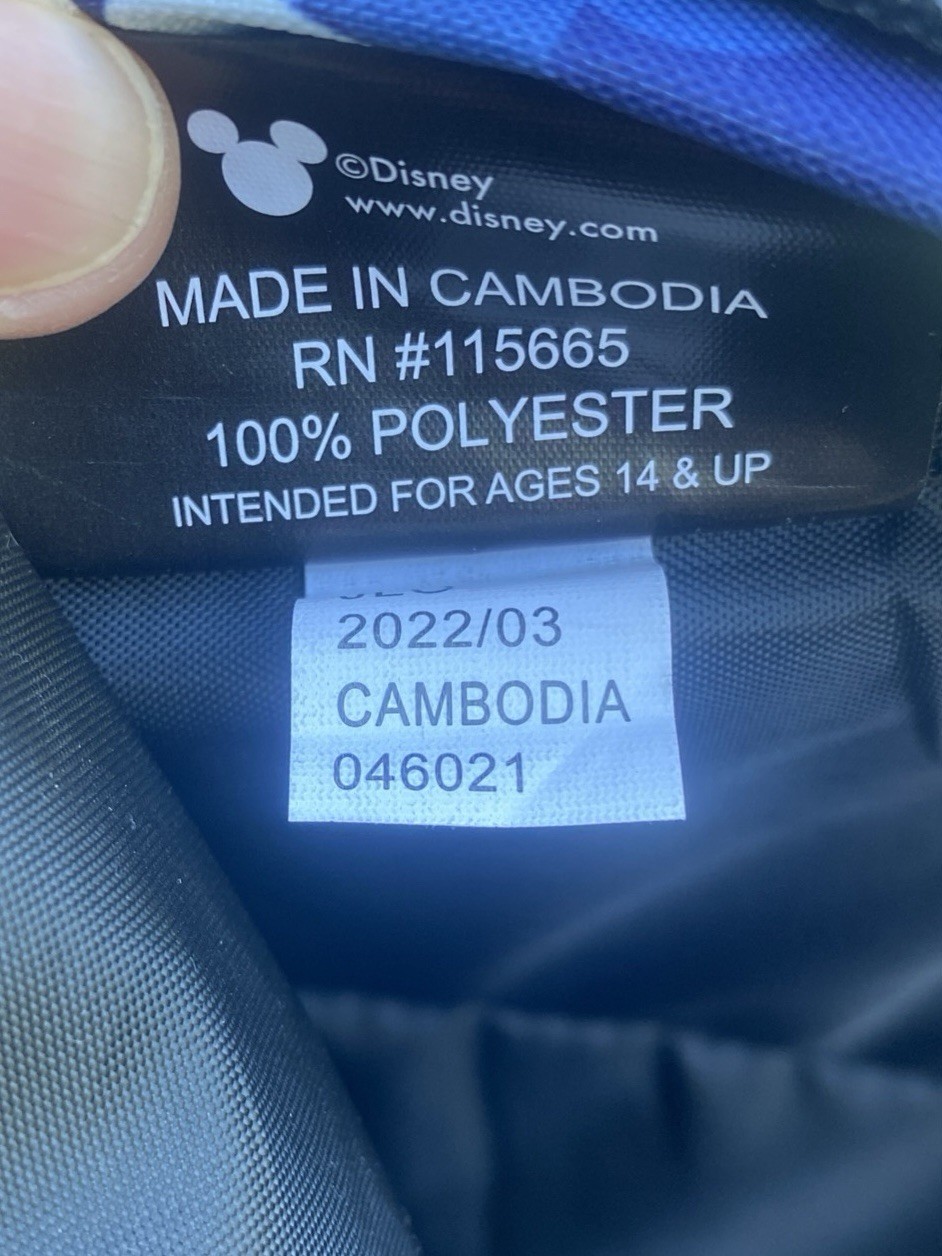 ©Disney
www.disney.com
MADE IN CAMBODIA
RN #115665
100% POLYESTER
INTENDED FOR AGES 14 & UP
2022/03
CAMBODIA
046021